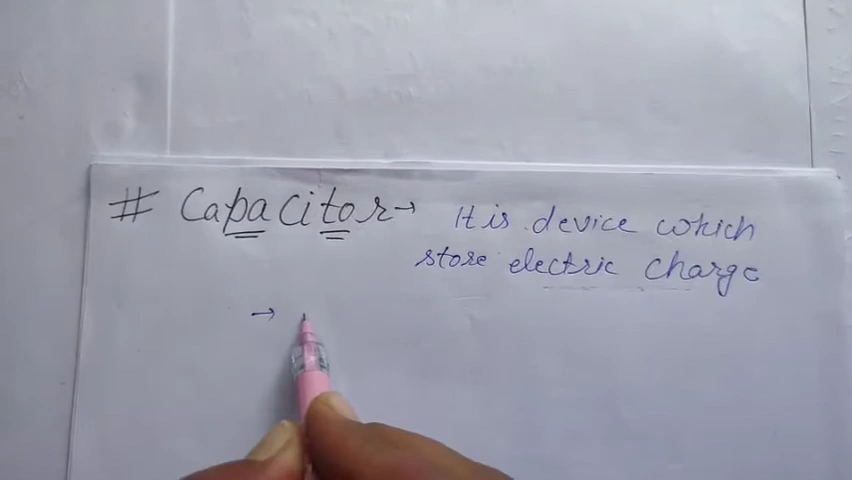 # Capacitor → It is device which
store electric charge
→